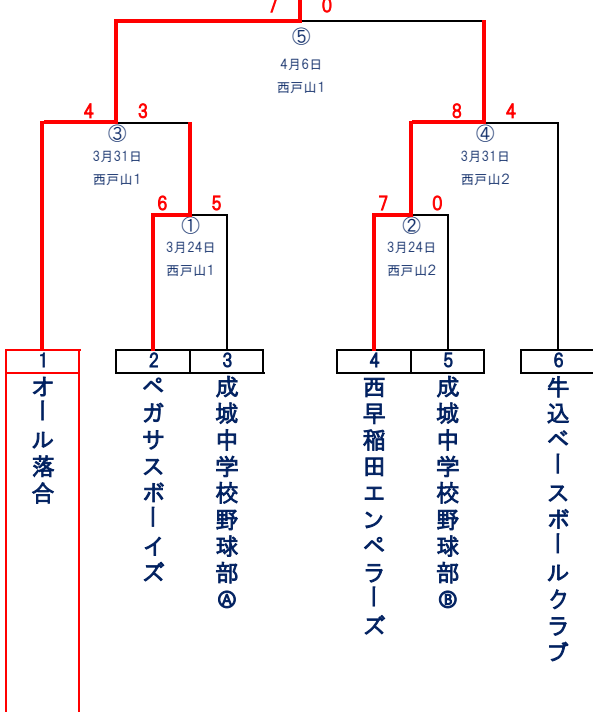 7 0
⑤
4月6日
西戸山1
4 3
③
3月31日
西戸山1
8 4
④
3月31日
西戸山2
6 5
①
3月24日
西戸山1
7 0
②
3月24日
西戸山2
1
オール落合
2
ペガサスボーイズ
3
成城中学校野球部Ⓐ
4
西早稲田エンペラーズ
5
成城中学校野球部Ⓑ
6
牛込ベースボールクラブ